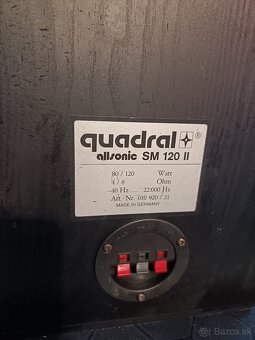 quadral®
allsonic SM 120 II
80 / 120 Watt
4 / 8 Ohm
-40 Hz.... 22000 Hz
Art.- Nr. 010 920 / 21
MADE IN GERMANY
Bazos.sk